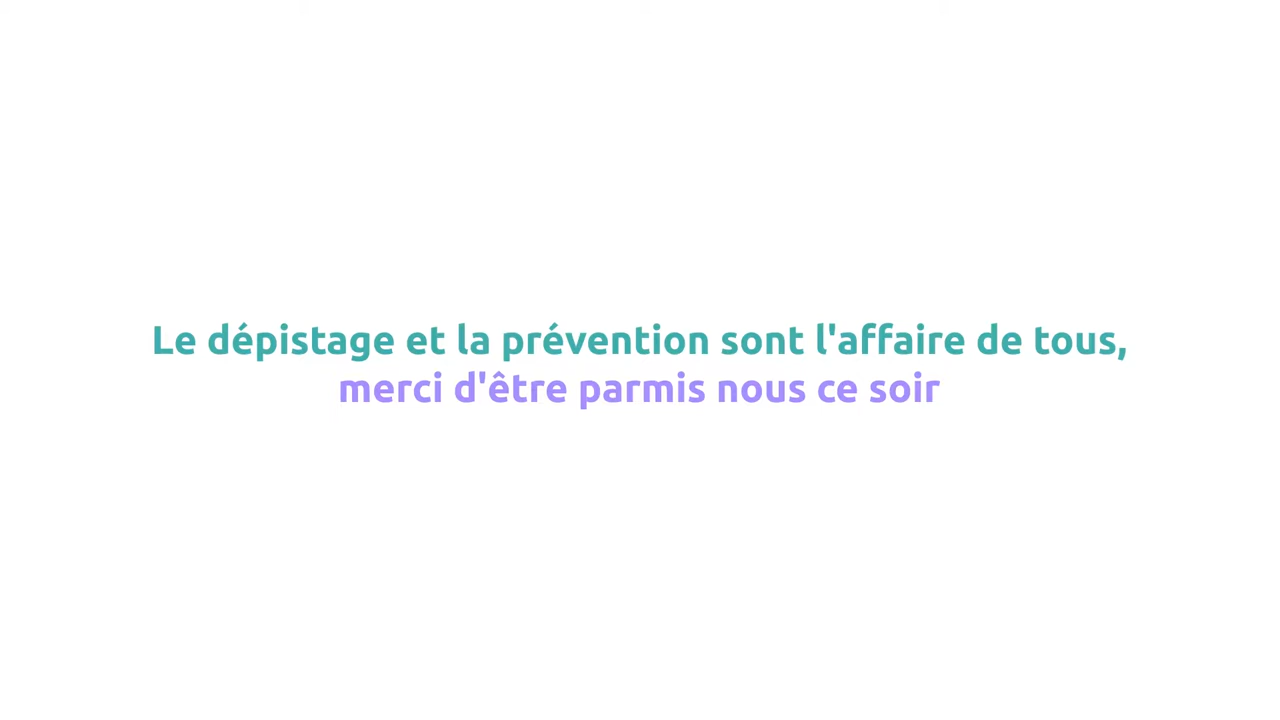 Le dépistage et la prévention sont l'affaire de tous,
merci d'être parmis nous ce soir